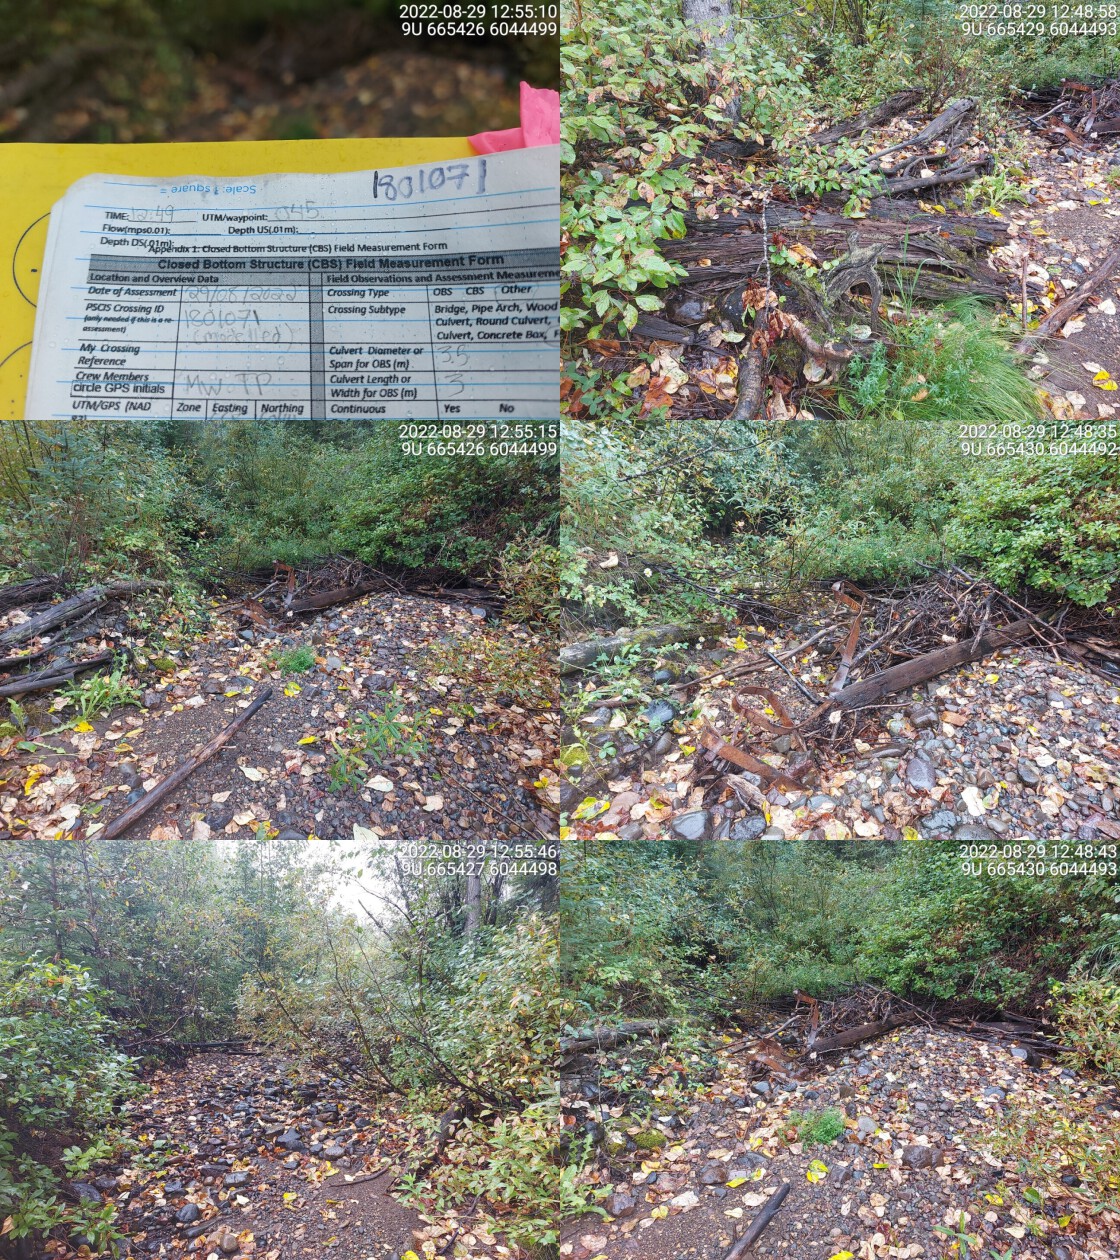 2022-08-29 12:55:10
9U 665426 6044499
1801071
Scale: 1 square =
TIME: 12:49 UTM/waypoint: 045
Flow(mps0.01): Depth US(.01m):
Depth DS(.01m):
Appendix 1: Closed Bottom Structure (CBS) Field Measurement Form
Closed Bottom Structure (CBS) Field Measurement Form
Location and Overview Data Field Observations and Assessment Measureme
Date of Assessment 29/08/2022 Crossing Type OBS CBS Other
PSCIS Crossing ID 1801071 Crossing Subtype Bridge, Pipe Arch, Wood
(only needed if this is a re-assessment) (modelled) Culvert, Round Culvert,
Culvert, Concrete Box, F
My Crossing Reference Culvert Diameter or Span for OBS (m) 35
Crew Members MW TP Culvert Length or Width for OBS (m) 3
circle GPS initials
UTM/GPS (NAD Zone Easting Northing Continuous Yes No
2022-08-29 12:48:58
9U 665429 6044493
2022-08-29 12:55:15
9U 665426 6044499
2022-08-29 12:48:35
9U 665430 6044492
2022-08-29 12:55:46
9U 665427 6044498
2022-08-29 12:48:43
9U 665430 6044493